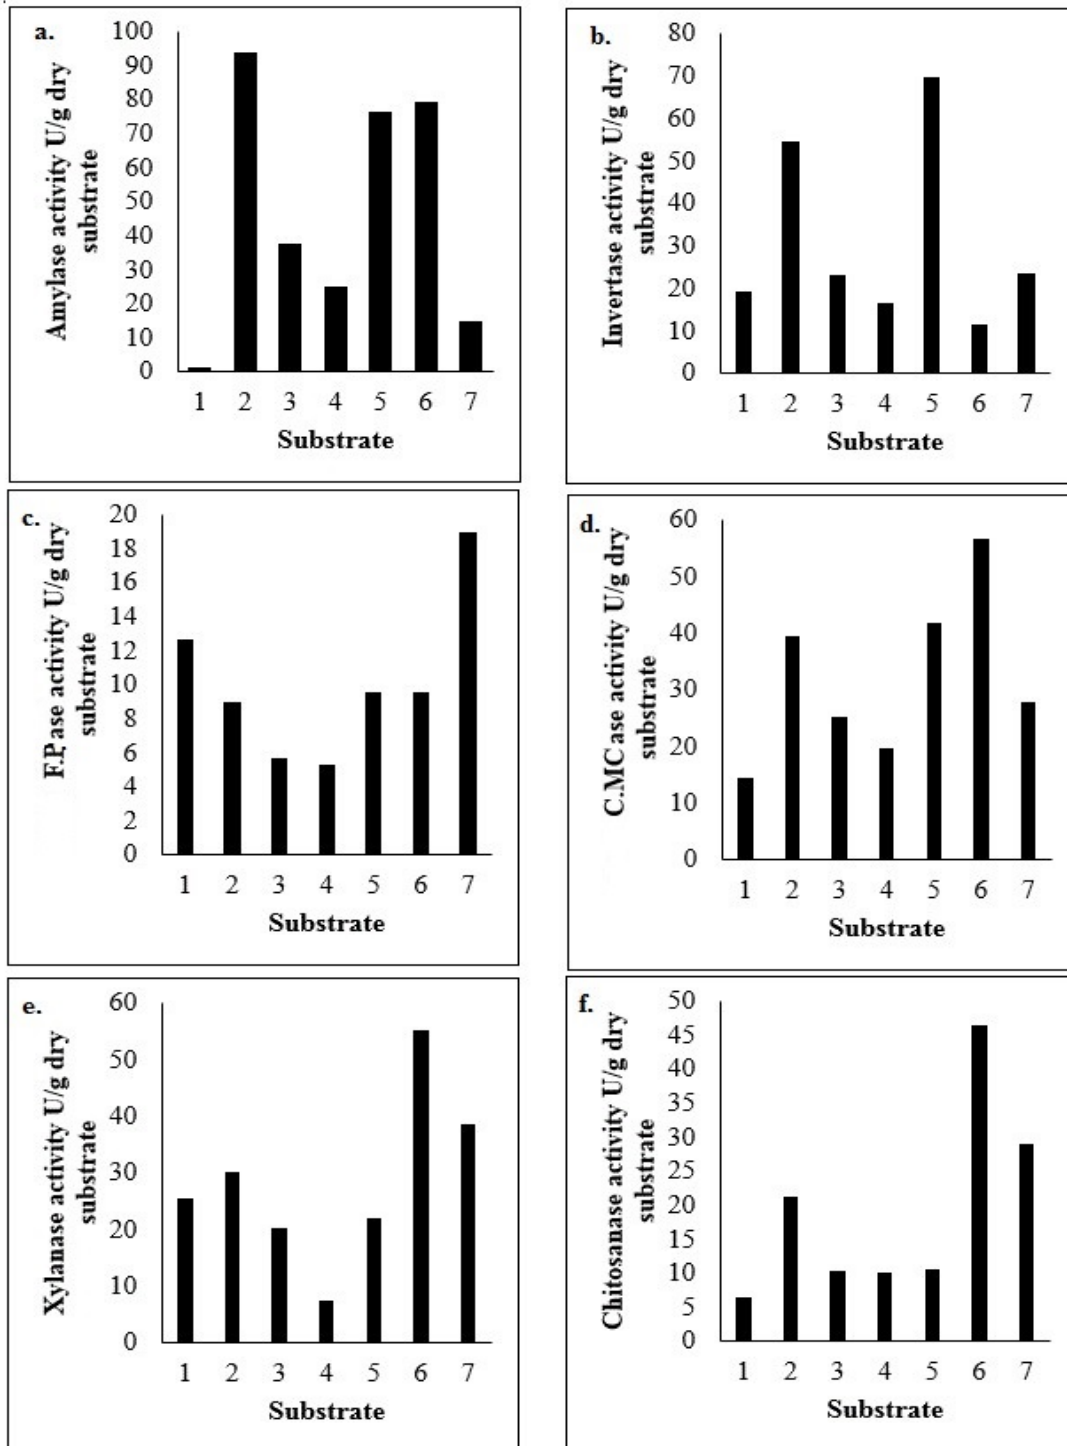 a.
Amylase activity U/g dry
substrate
100
90
80
70
60
50
40
30
20
10
0
1 2 3 4 5 6 7
Substrate
b.
Invertase activity U/g dry
substrate
80
70
60
50
40
30
20
10
0
1 2 3 4 5 6 7
Substrate
c.
F.P.ase activity U/g dry
substrate
20
18
16
14
12
10
8
6
4
2
0
1 2 3 4 5 6 7
Substrate
d.
C.MC ase activity U/g dry
substrate
60
50
40
30
20
10
0
1 2 3 4 5 6 7
Substrate
e.
Xylanase activity U/g dry
substrate
60
50
40
30
20
10
0
1 2 3 4 5 6 7
Substrate
f.
Chitosanase activity U/g dry
substrate
50
45
40
35
30
25
20
15
10
5
0
1 2 3 4 5 6 7
Substrate